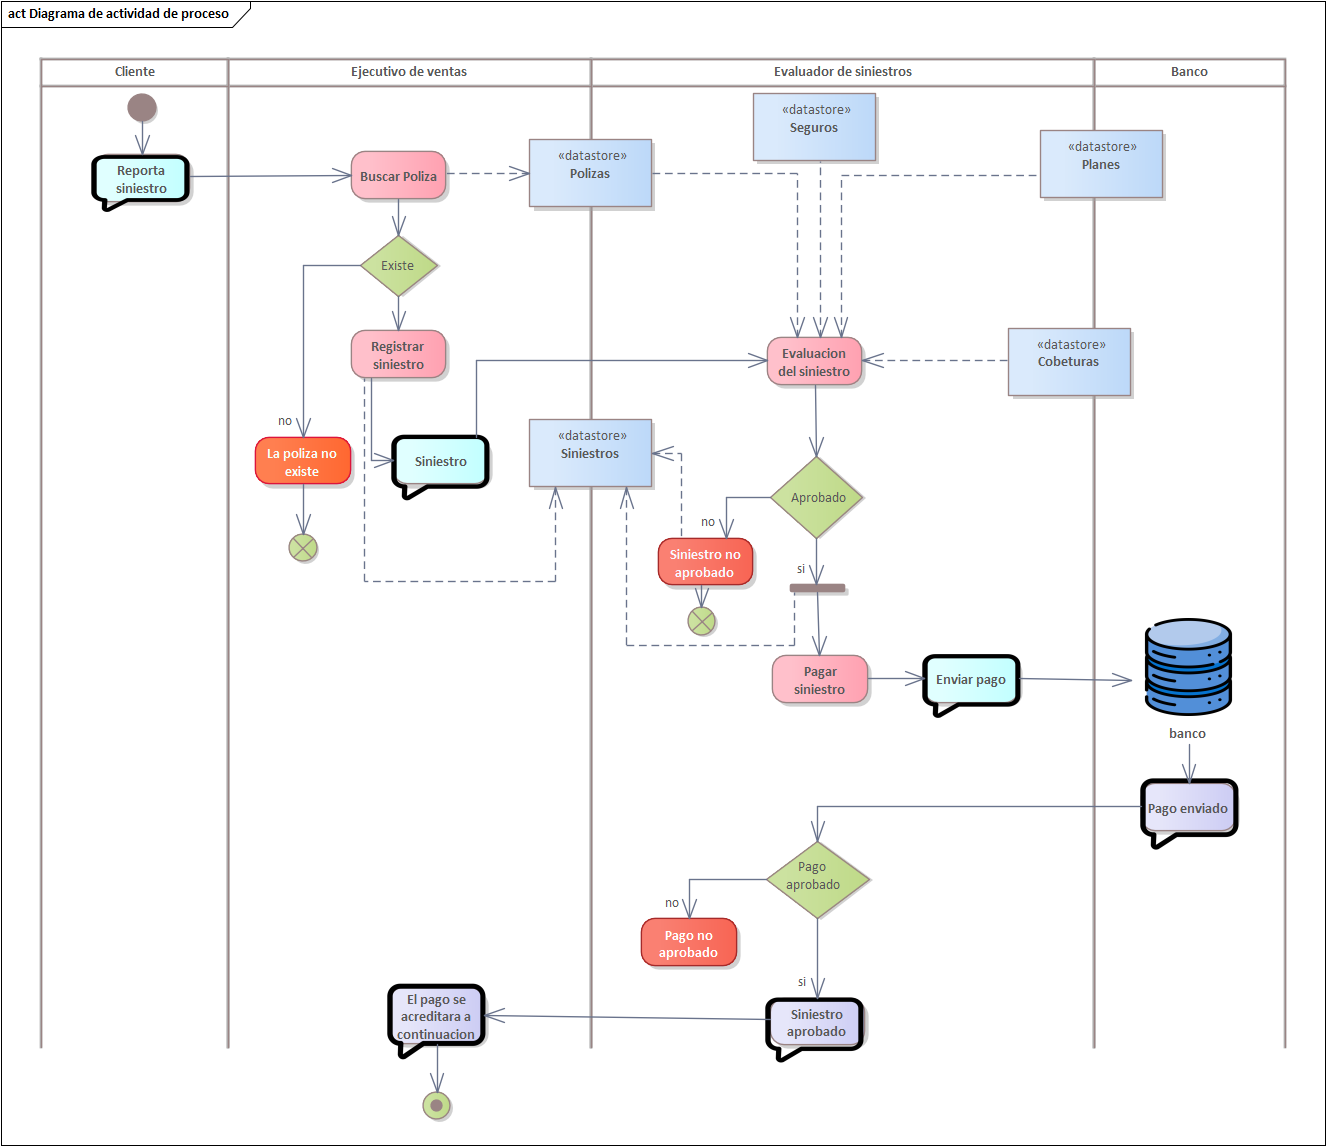 act Diagrama de actividad de proceso
Cliente
Ejecutivo de ventas
Evaluador de siniestros
Banco
«datastore»
Seguros
Reporta
siniestro
Buscar Poliza
«datastore»
Polizas
«datastore»
Planes
Existe
Registrar
siniestro
Evaluacion
del siniestro
«datastore»
Cobeturas
no
La poliza no
existe
Siniestro
«datastore»
Siniestros
Aprobado
no
Siniestro no
aprobado
si
Pagar
siniestro
Enviar pago
banco
Pago enviado
Pago
aprobado
no
Pago no
aprobado
si
El pago se
acreditara a
continuacion
Siniestro
aprobado